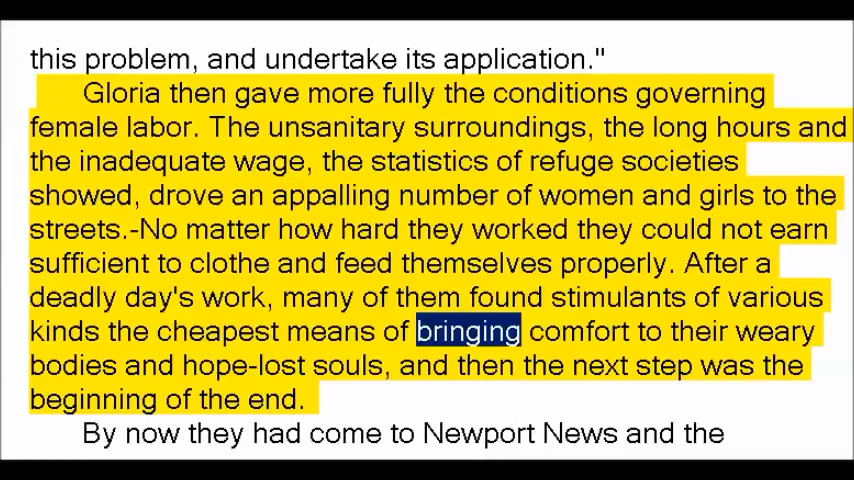 this problem, and undertake its application."
Gloria then gave more fully the conditions governing
female labor. The unsanitary surroundings, the long hours and
the inadequate wage, the statistics of refuge societies
showed, drove an appalling number of women and girls to the
streets.-No matter how hard they worked they could not earn
sufficient to clothe and feed themselves properly. After a
deadly day's work, many of them found stimulants of various
kinds the cheapest means of bringing comfort to their weary
bodies and hope-lost souls, and then the next step was the
beginning of the end.
By now they had come to Newport News and the